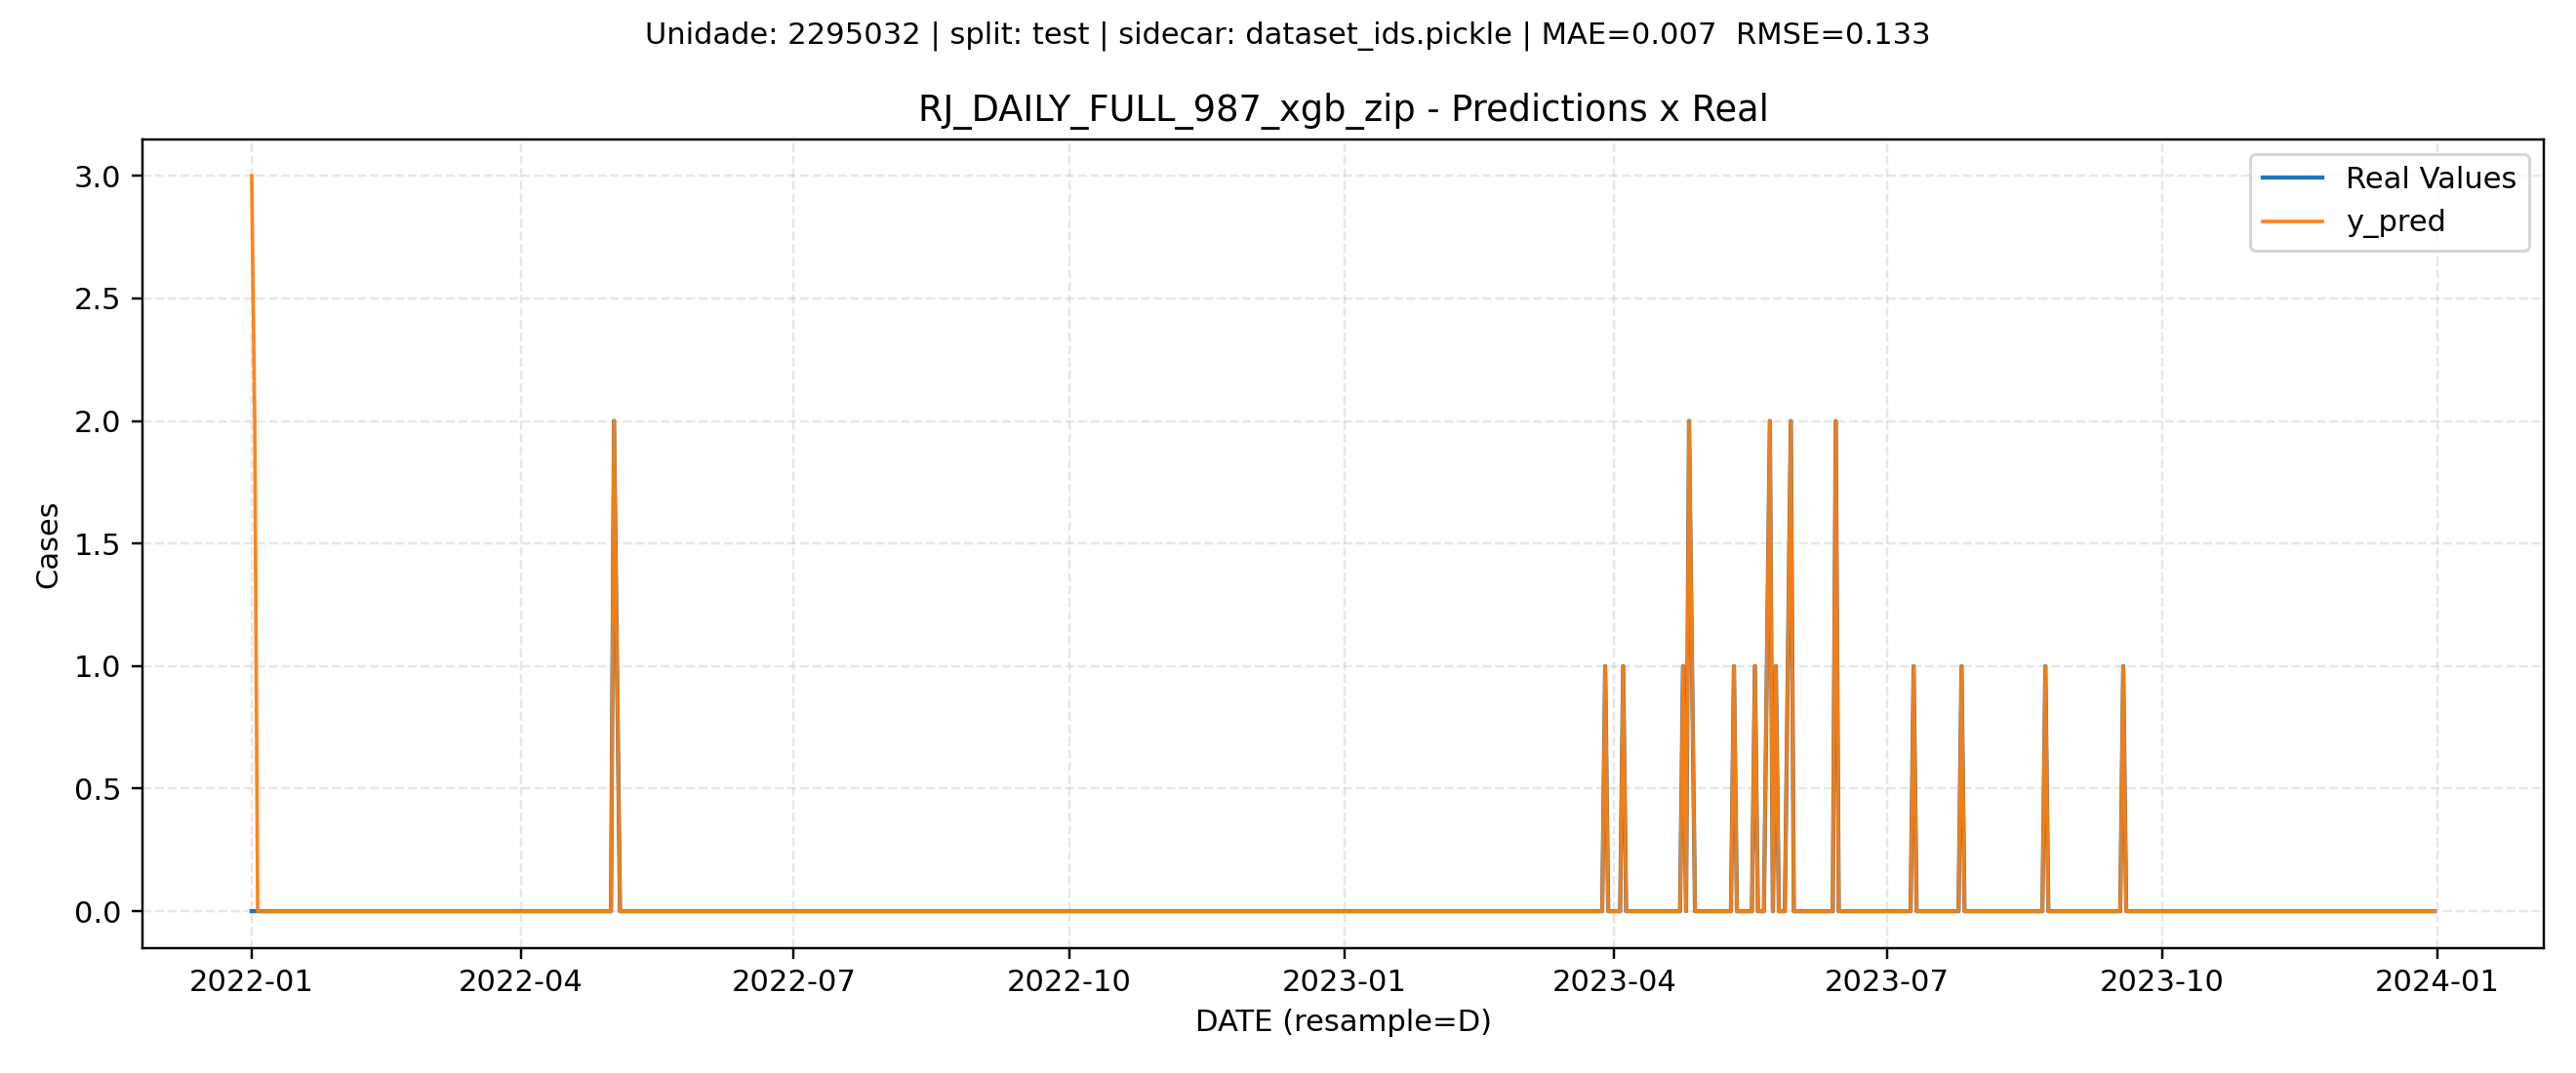 Unidade: 2295032 | split: test | sidecar: dataset_ids.pickle | MAE=0.007  RMSE=0.133
RJ_DAILY_FULL_987_xgb_zip - Predictions x Real
Real Values
y_pred
3.0
2.5
2.0
1.5
1.0
0.5
0.0
Cases
2022-01
2022-04
2022-07
2022-10
2023-01
2023-04
2023-07
2023-10
2024-01
DATE (resample=D)